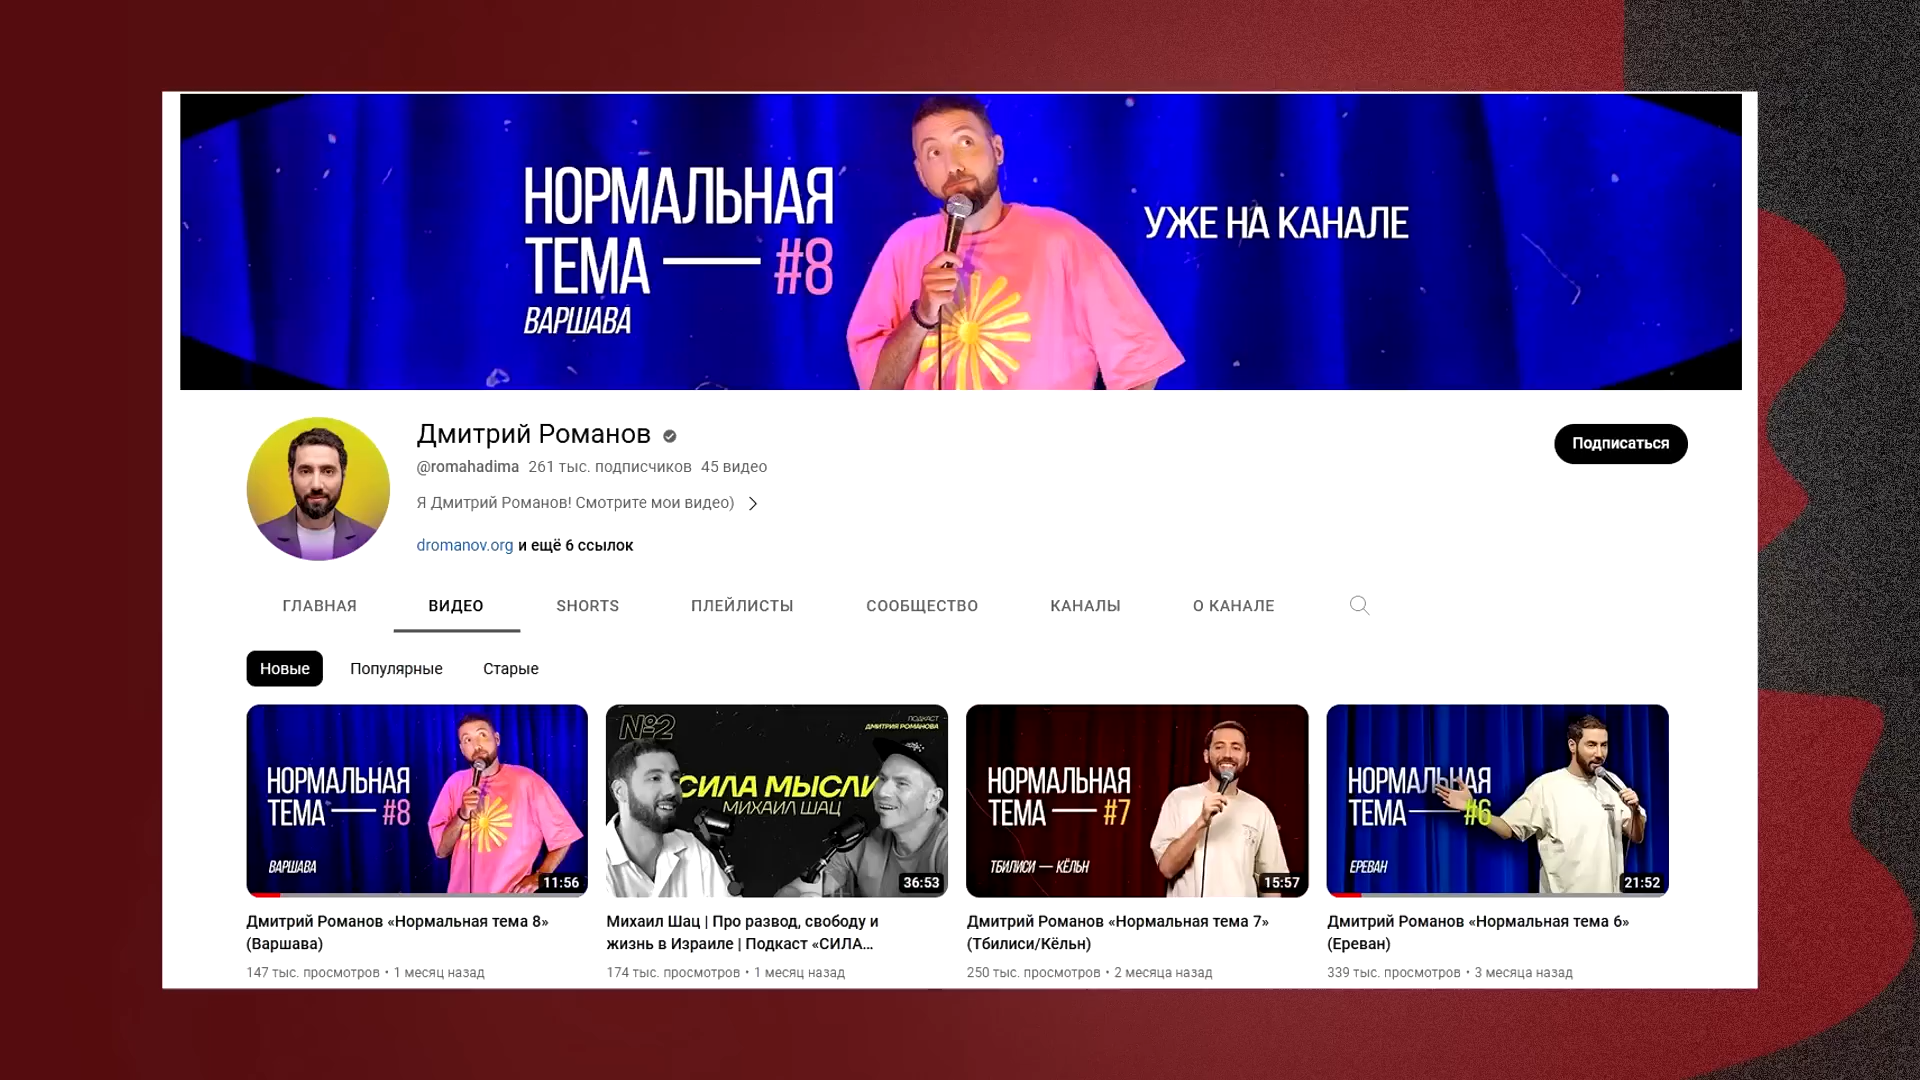 НОРМАЛЬНАЯ
ТЕМА — #8
ВАРШАВА
УЖЕ НА КАНАЛЕ
Дмитрий Романов
@romahadima 261 тыс. подписчиков 45 видео
Я Дмитрий Романов! Смотрите мои видео)
dromanov.org и ещё 6 ссылок
Подписаться
ГЛАВНАЯ ВИДЕО SHORTS ПЛЕЙЛИСТЫ СООБЩЕСТВО КАНАЛЫ О КАНАЛЕ
Новые Популярные Старые
НОРМАЛЬНАЯ
ТЕМА — #8
ВАРШАВА
11:56
Дмитрий Романов «Нормальная тема 8»
(Варшава)
147 тыс. просмотров • 1 месяц назад
№2
ПОДКАСТ
ДМИТРИЯ РОМАНОВА
СИЛА МЫСЛИ
МИХАИЛ ШАЦ
36:53
Михаил Шац | Про развод, свободу и
жизнь в Израиле | Подкаст «СИЛА...
174 тыс. просмотров • 1 месяц назад
НОРМАЛЬНАЯ
ТЕМА — #7
ТБИЛИСИ — КЁЛЬН
15:57
Дмитрий Романов «Нормальная тема 7»
(Тбилиси/Кёльн)
250 тыс. просмотров • 2 месяца назад
НОРМАЛЬНАЯ
ТЕМА — #6
ЕРЕВАН
21:52
Дмитрий Романов «Нормальная тема 6»
(Ереван)
339 тыс. просмотров • 3 месяца назад